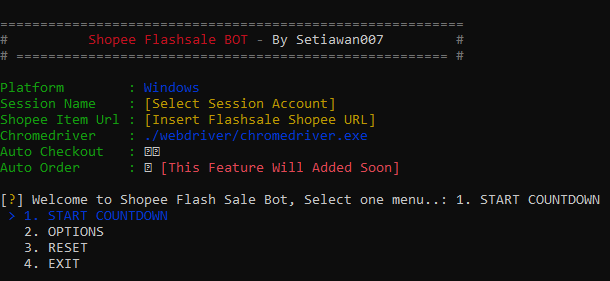 =========================================================
#          Shopee Flashsale BOT - By Setiawan007         #
# ====================================================== #
Platform        : Windows
Session Name    : [Select Session Account]
Shopee Item Url : [Insert Flashsale Shopee URL]
Chromedriver    : ./webdriver/chromedriver.exe
Auto Checkout   :
Auto Order      : [This Feature Will Added Soon]
[?] Welcome to Shopee Flash Sale Bot, Select one menu..: 1. START COUNTDOWN
> 1. START COUNTDOWN
2. OPTIONS
3. RESET
4. EXIT